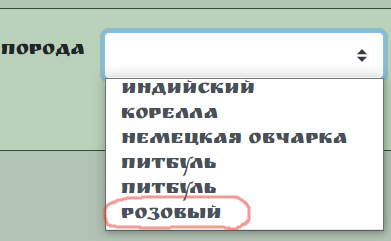 ПОРОДА
ИНДИЙСКИЙ
КОРЕЛЛА
НЕМЕЦКАЯ ОВЧАРКА
ПИТБУЛЬ
ПИТБУЛЬ
РОЗОВЫЙ